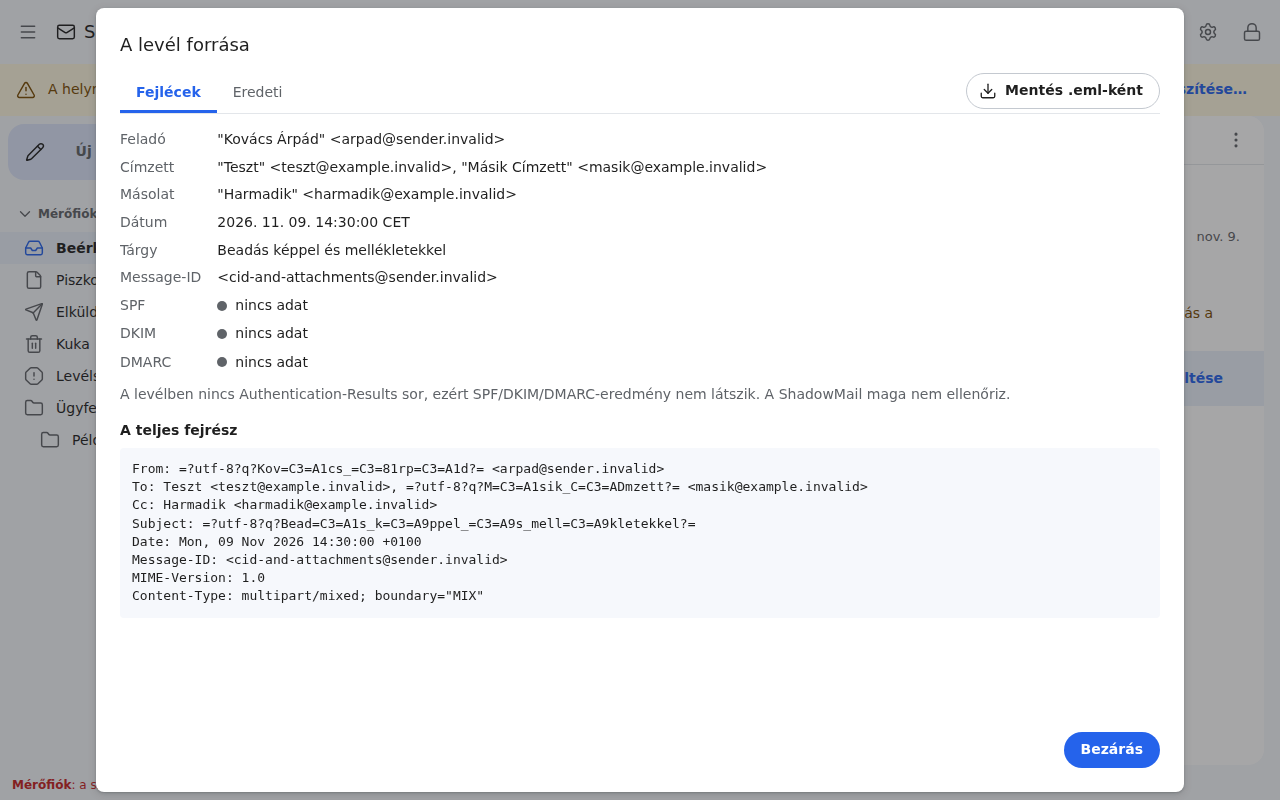 A levél forrása
Fejlécek
Eredeti
Mentés .eml-ként
Feladó "Kovács Árpád" <arpad@sender.invalid>
Címzett "Teszt" <teszt@example.invalid>, "Másik Címzett" <masik@example.invalid>
Másolat "Harmadik" <harmadik@example.invalid>
Dátum 2026. 11. 09. 14:30:00 CET
Tárgy Beadás képpel és mellékletekkel
Message-ID <cid-and-attachments@sender.invalid>
SPF nincs adat
DKIM nincs adat
DMARC nincs adat
A levélben nincs Authentication-Results sor, ezért SPF/DKIM/DMARC-eredmény nem látszik. A ShadowMail maga nem ellenőriz.
A teljes fejrész
From: =?utf-8?q?Kov=C3=A1cs_=C3=81rp=C3=A1d?= <arpad@sender.invalid>
To: Teszt <teszt@example.invalid>, =?utf-8?q?M=C3=A1sik_C=C3=ADmzett?= <masik@example.invalid>
Cc: Harmadik <harmadik@example.invalid>
Subject: =?utf-8?q?Bead=C3=A1s_k=C3=A9ppel_=C3=A9s_mell=C3=A9kletekkel?=
Date: Mon, 09 Nov 2026 14:30:00 +0100
Message-ID: <cid-and-attachments@sender.invalid>
MIME-Version: 1.0
Content-Type: multipart/mixed; boundary="MIX"
Bezárás
S
A helyr
szítése…
Új
Mérőfiók
Beérk
Piszko
Elküld
Kuka
Levéls
Ügyfe
Péld
nov. 9.
ás a
ltése
Mérőfiók: a s